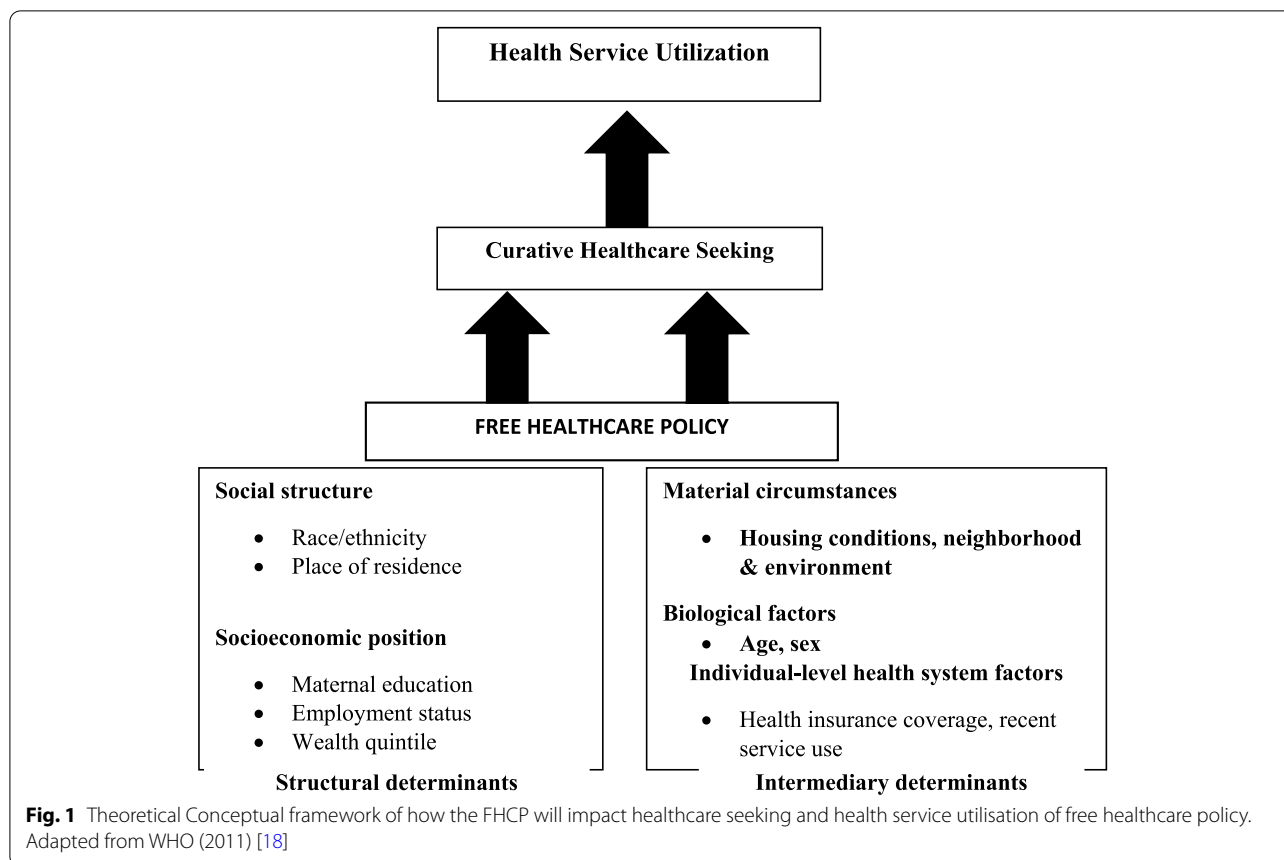 Health Service Utilization
Curative Healthcare Seeking
FREE HEALTHCARE POLICY
Social structure
• Race/ethnicity
• Place of residence
Socioeconomic position
• Maternal education
• Employment status
• Wealth quintile
Structural determinants
Material circumstances
• Housing conditions, neighborhood
& environment
Biological factors
• Age, sex
Individual-level health system factors
• Health insurance coverage, recent
service use
Intermediary determinants
Fig. 1 Theoretical Conceptual framework of how the FHCP will impact healthcare seeking and health service utilisation of free healthcare policy.
Adapted from WHO (2011) [18]